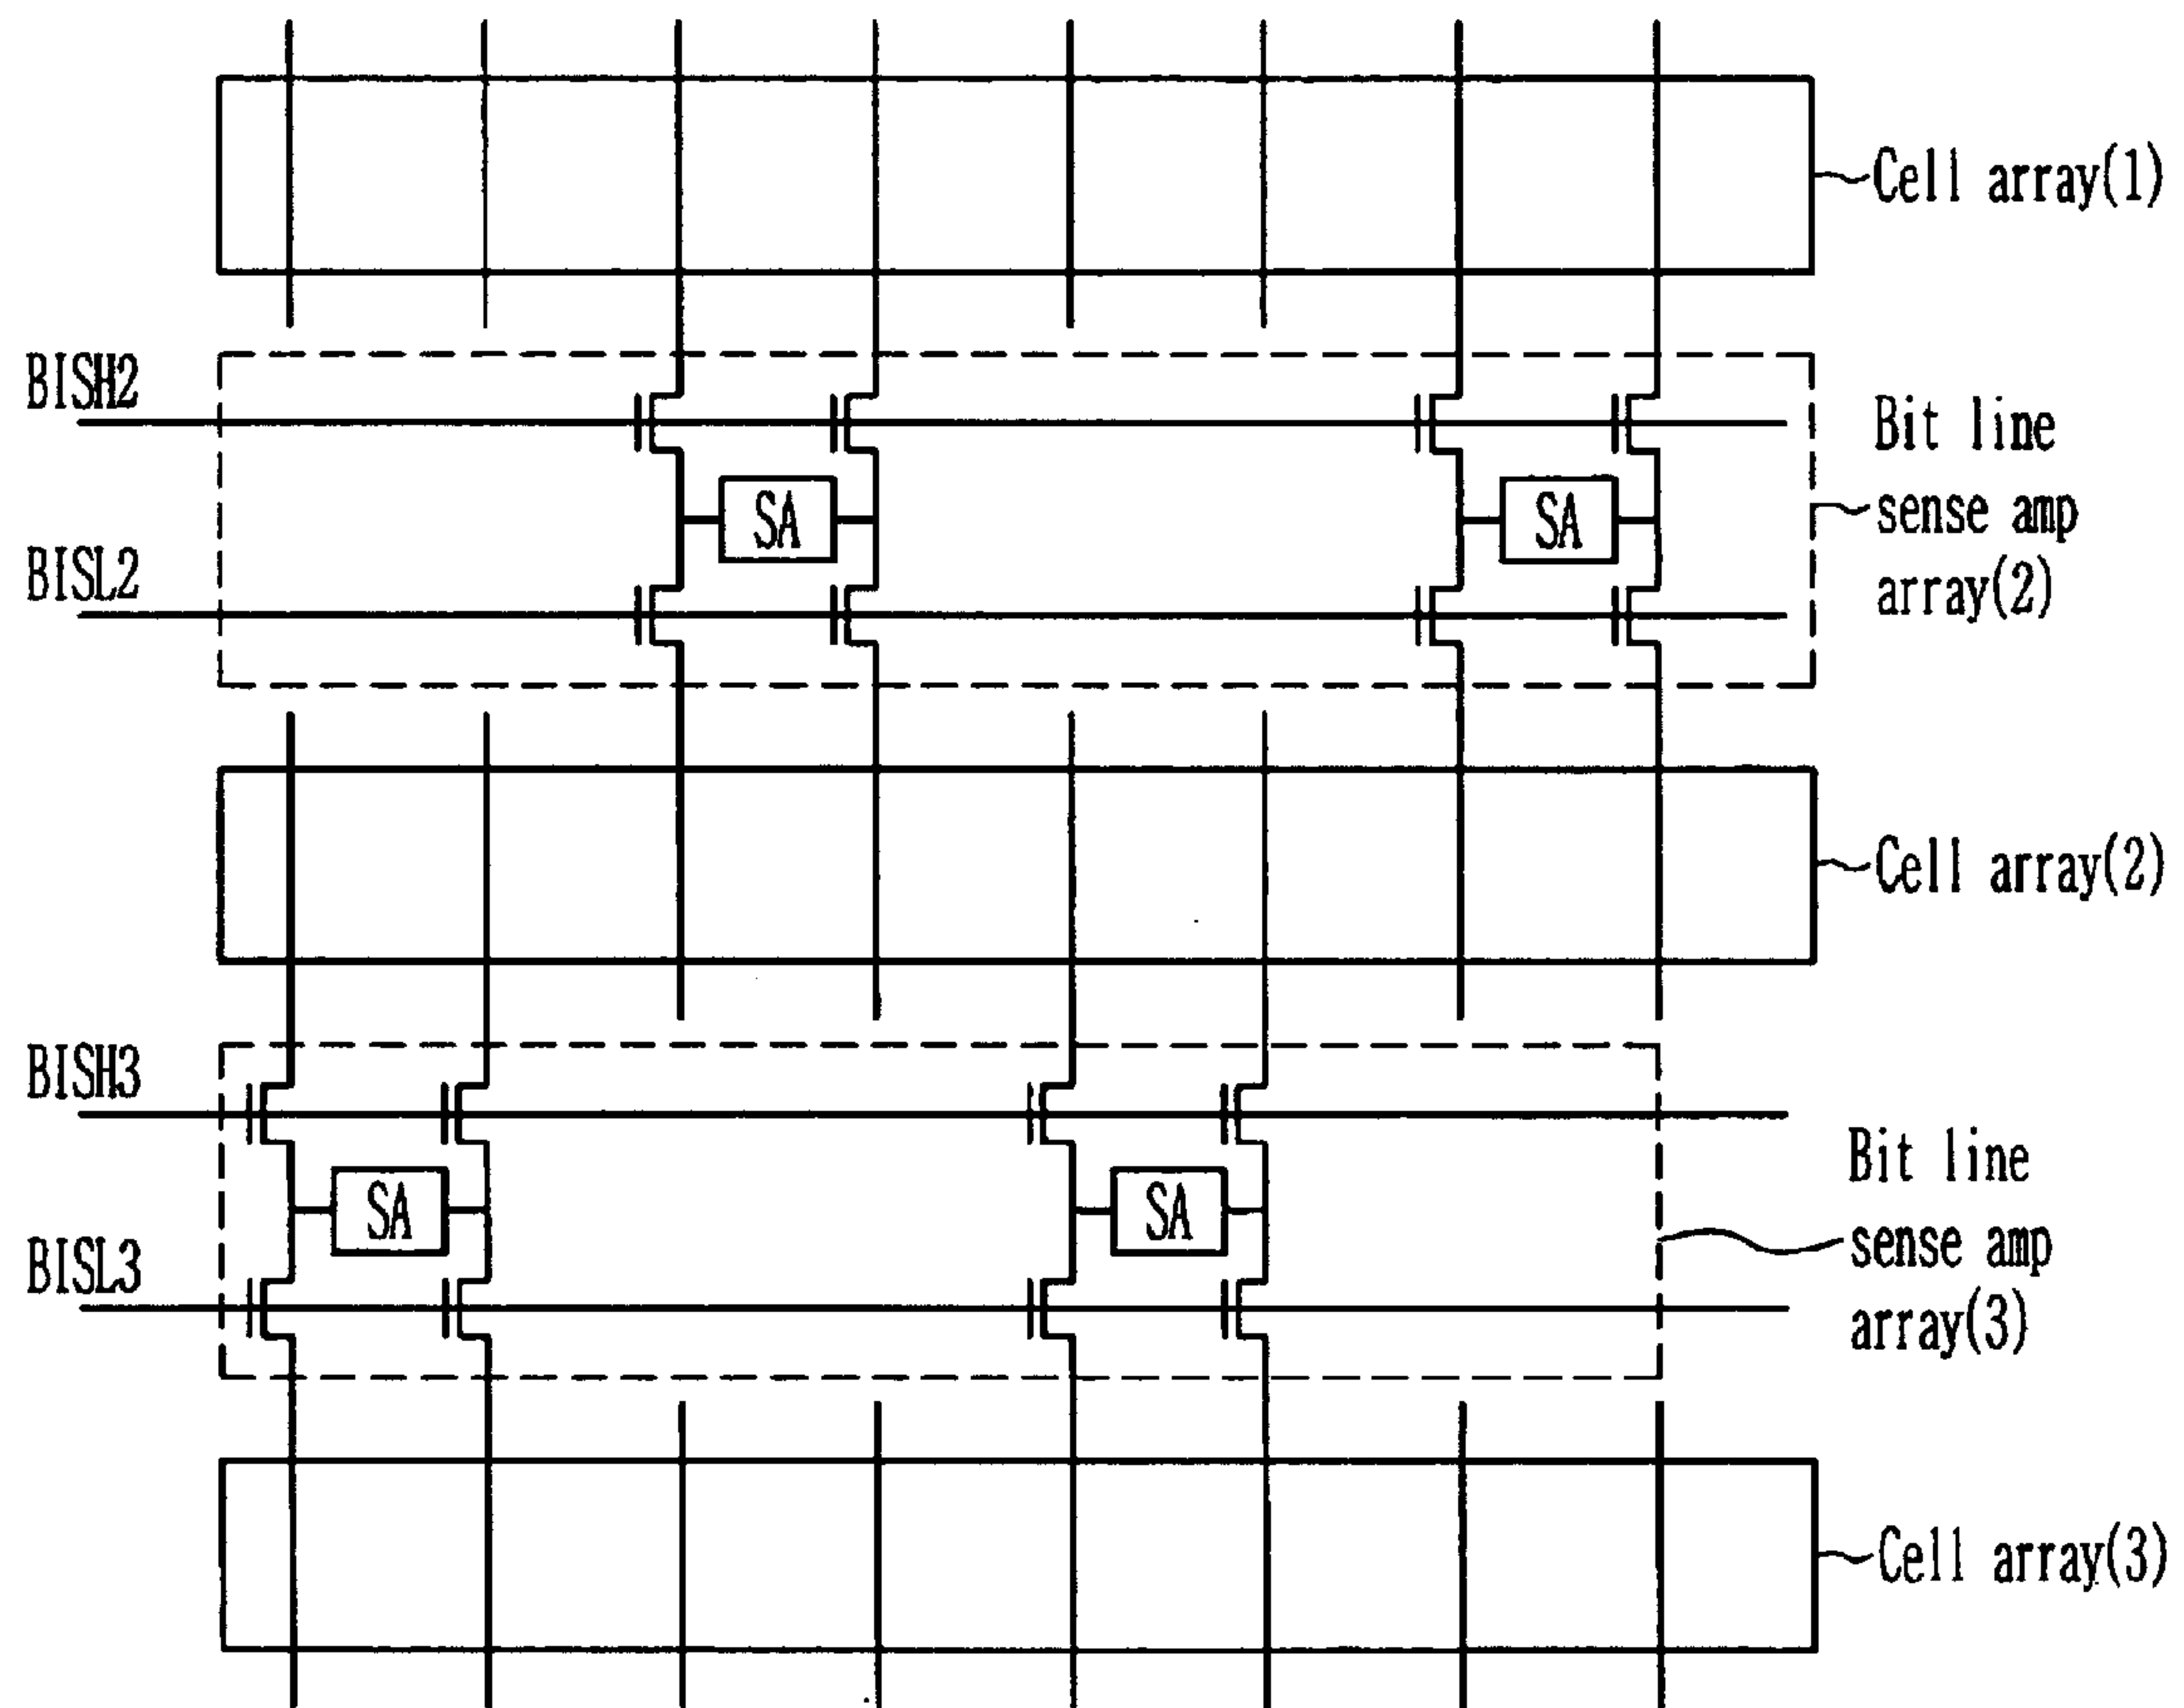 Cell array(1)
BISH2
Bit line
SA
SA
sense amp
BISL2
array(2)
Cell array(2)
BISH3
Bit line
SA
SA
sense amp
BISL3
array(3)
Cell array(3)